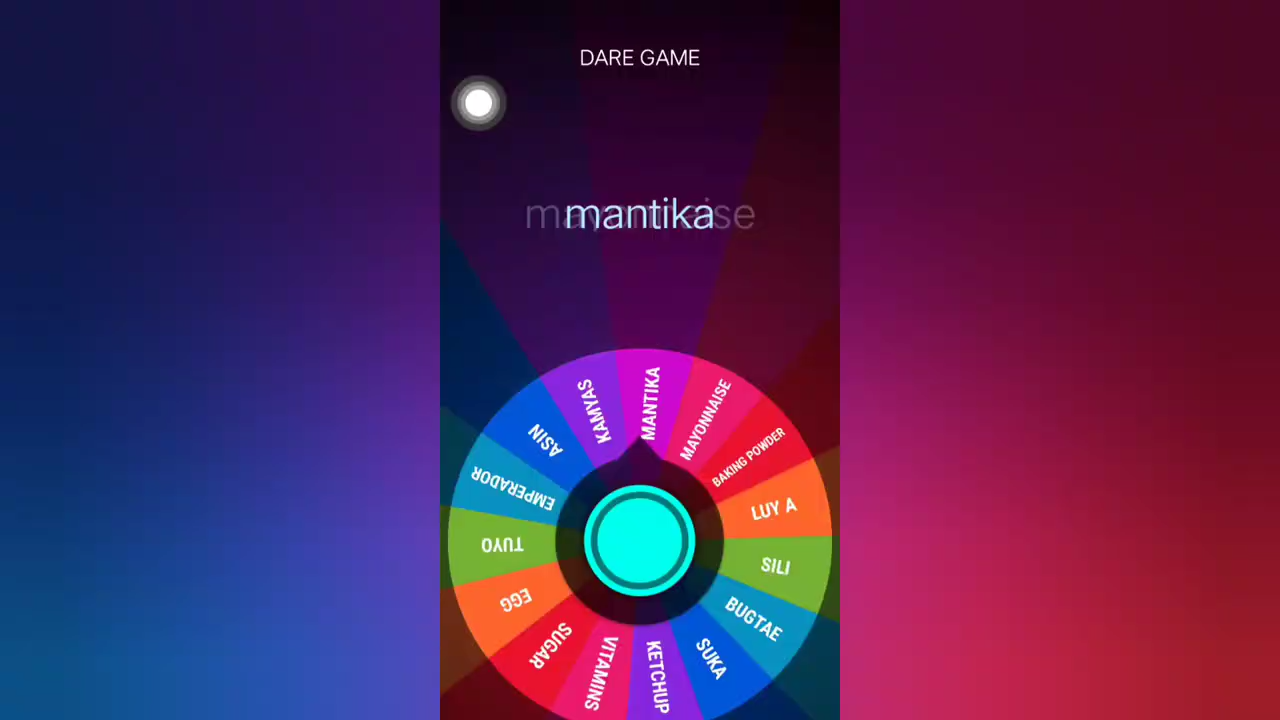 DARE GAME
mayonnaise
mantika
MANTIKA
MAYONNAISE
BAKING POWDER
LUY A
SILI
BUGTAE
SUKA
KETCHUP
VITAMINS
SUGAR
EGG
TUYO
EMPERADOR
ASIN
KAMYAS